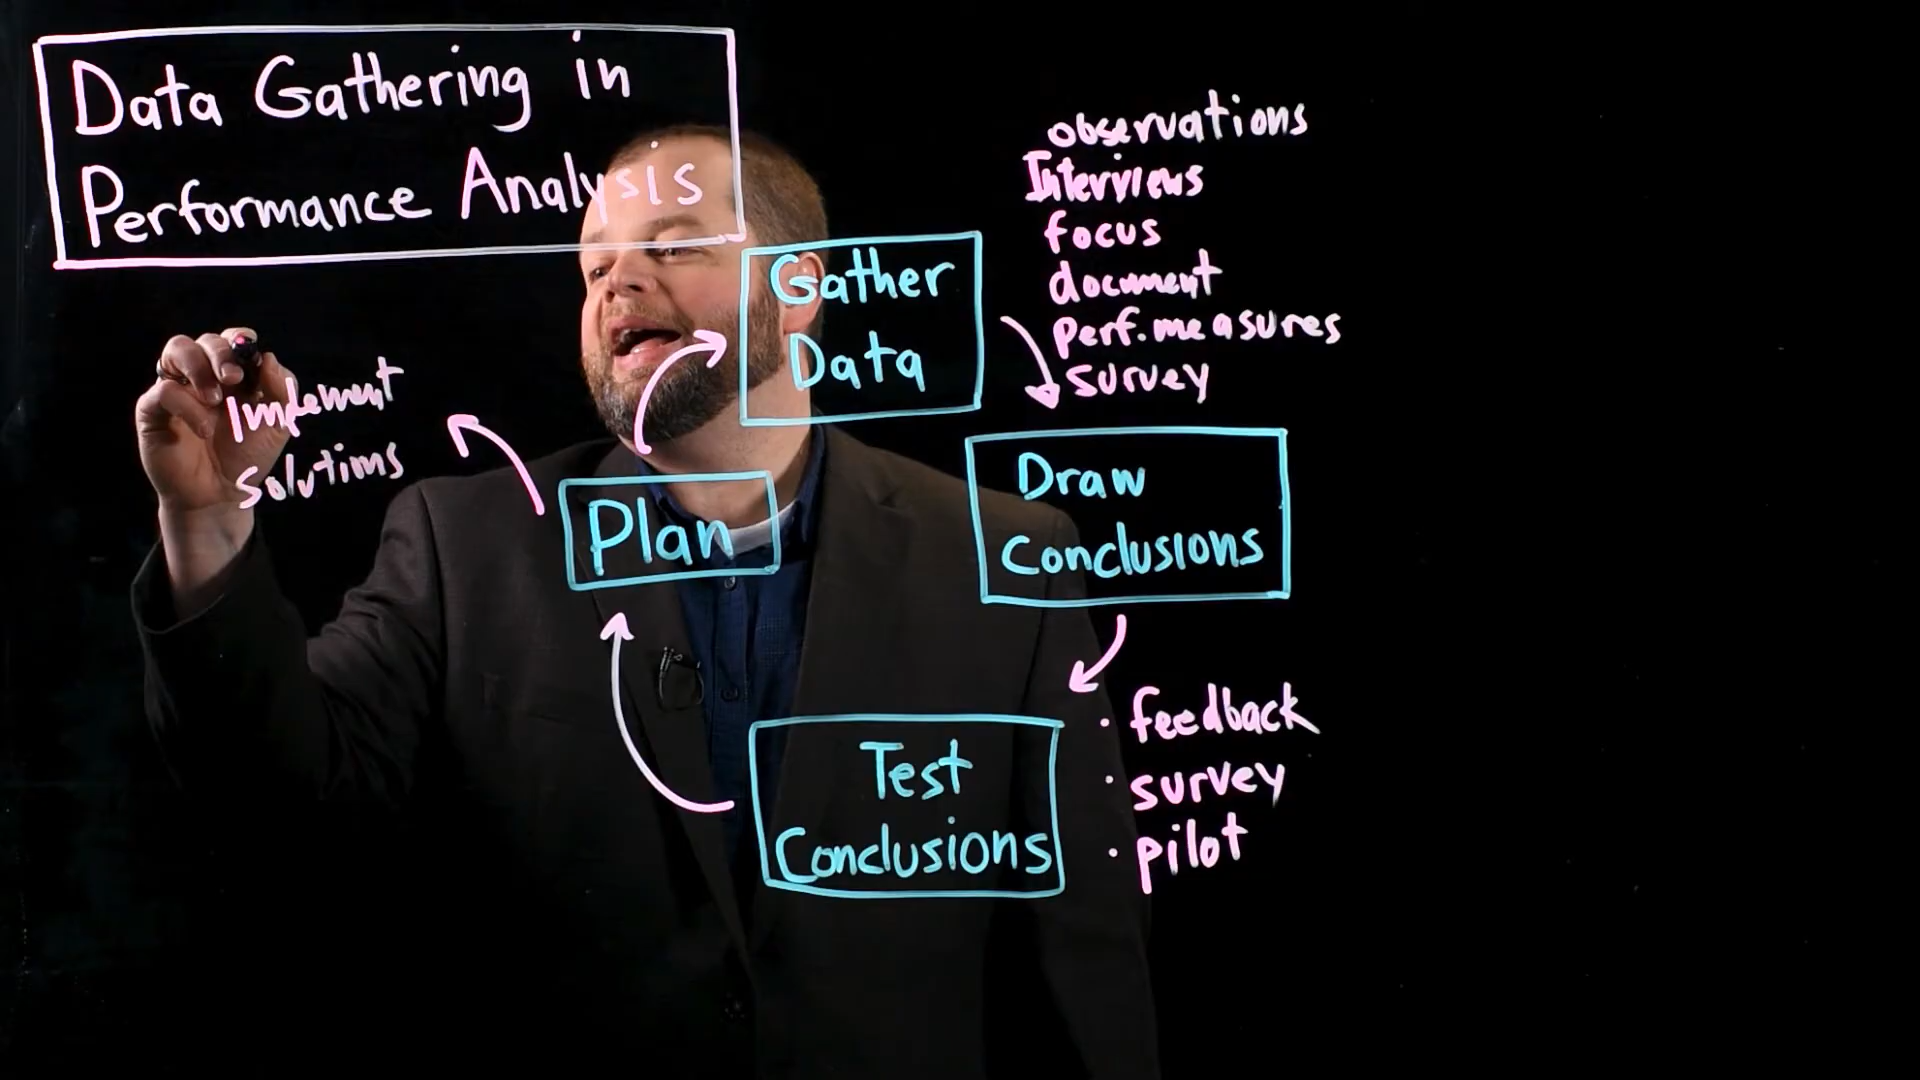 Data Gathering in
Performance Analysis
observations
Interviews
focus
document
perf. measures
survey
Gather
Data
Draw
Conclusions
Implement
solutions
Plan
Test
Conclusions
· feedback
· survey
· pilot